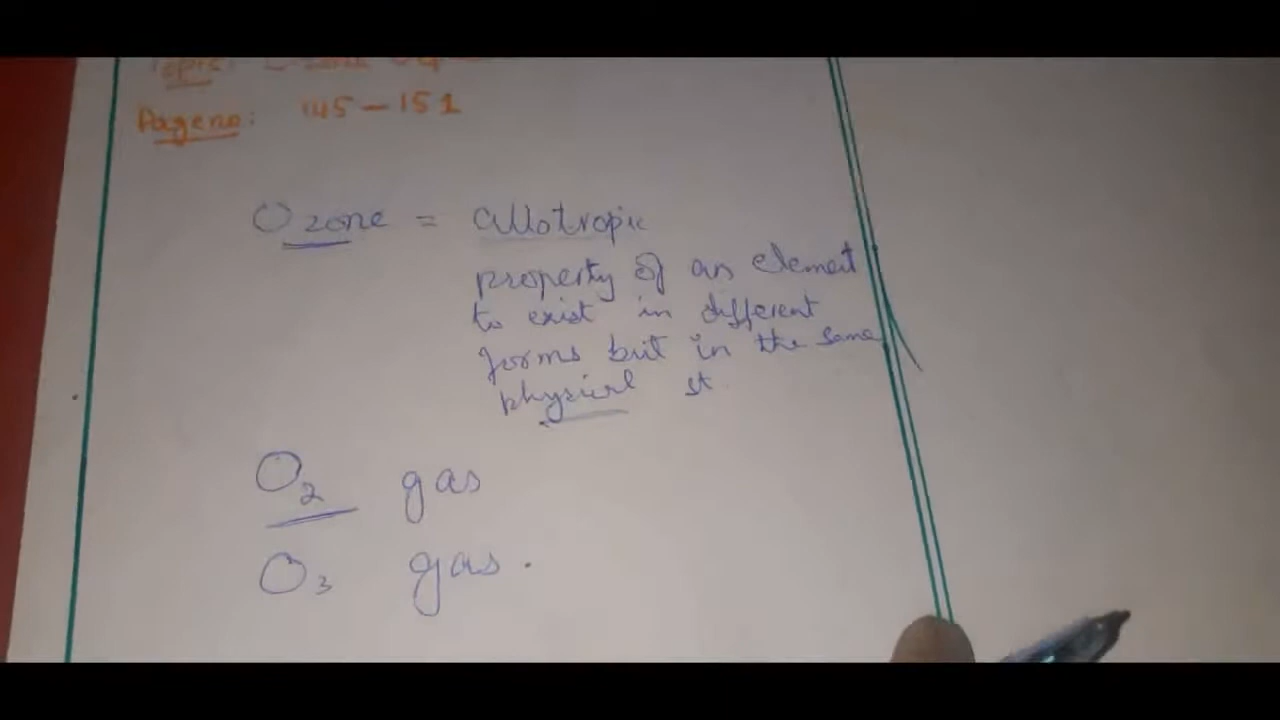 Ozone
Pageno: 145-151
Ozone = allotropic
property of an element
to exist in different
forms but in the same
physical st
O₂ gas
O₃ gas.